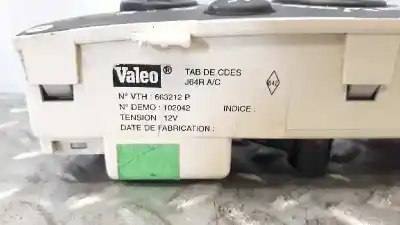 Valeo®
TAB DE CDES
J64R A/C
N° VTH : 663212 P
N° DEMO : 102042 INDICE :
TENSION 12V
DATE DE FABRICATION :